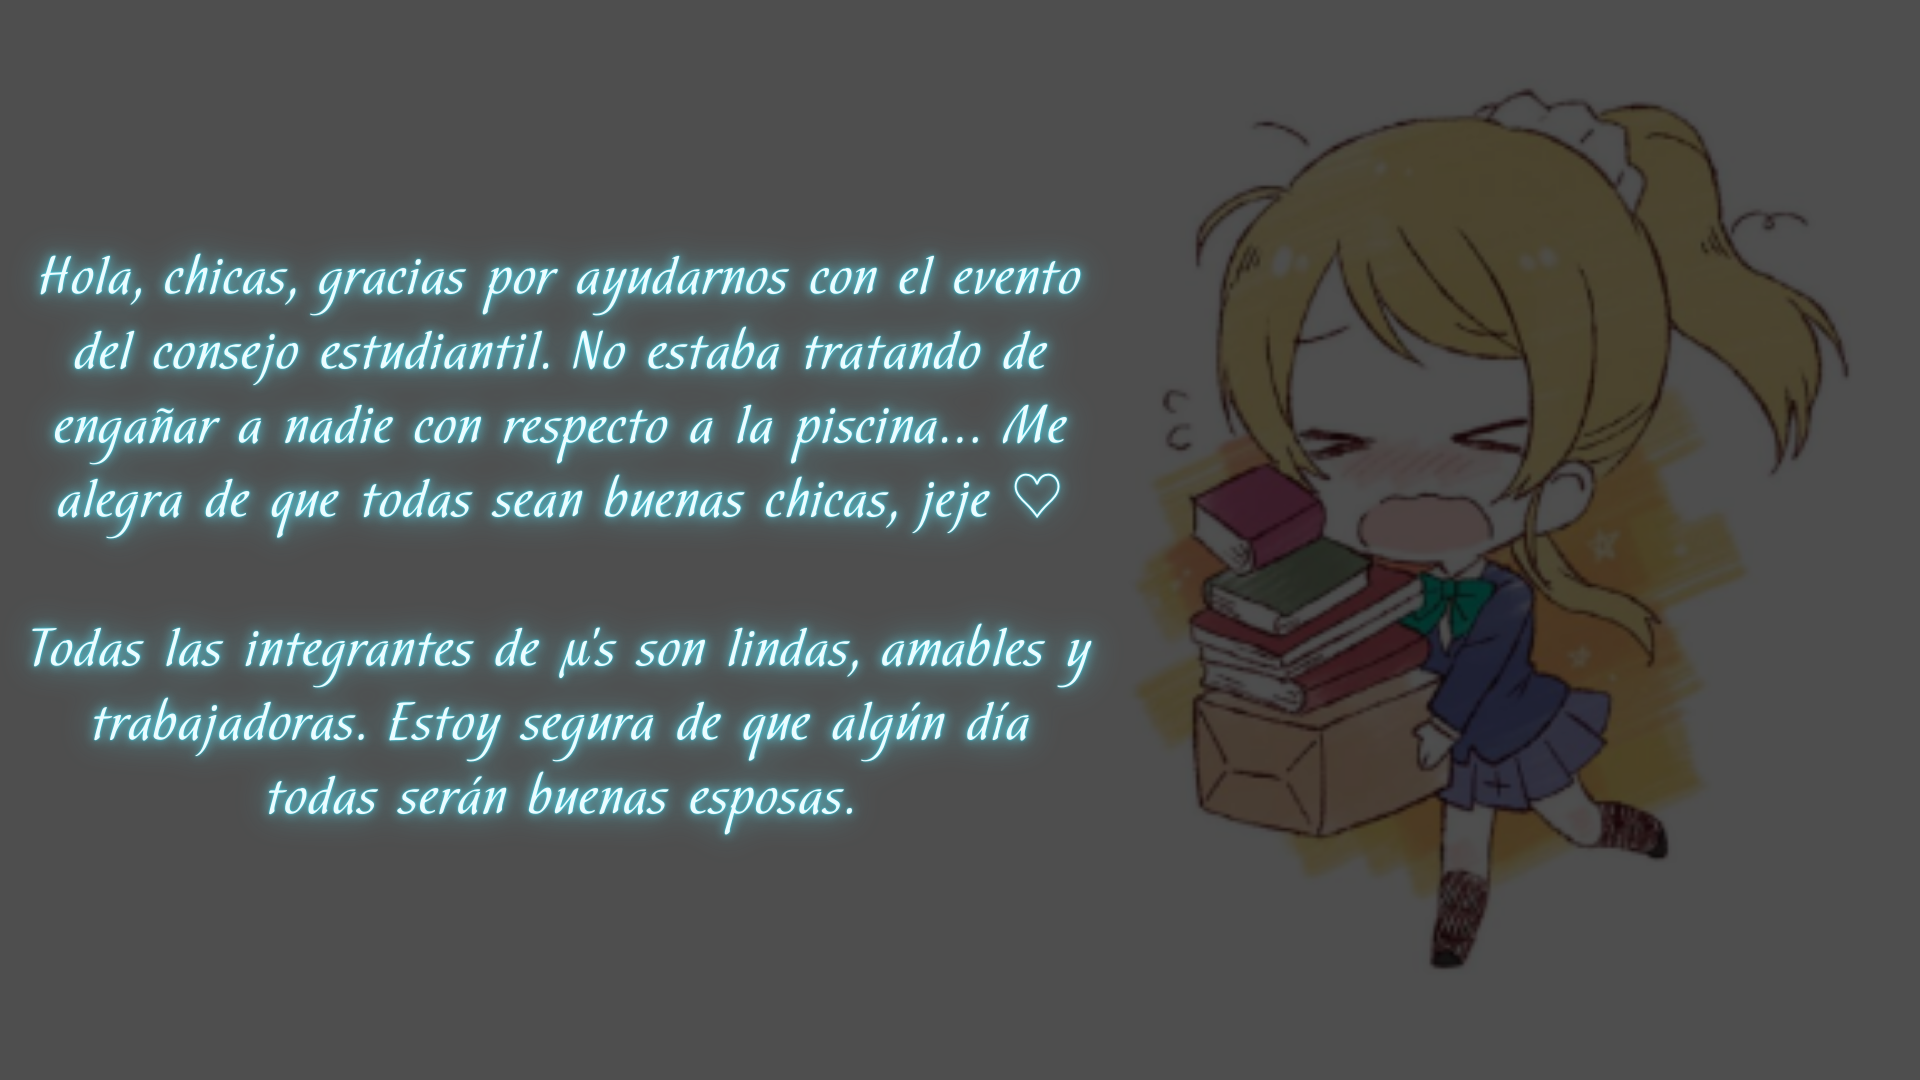 Hola, chicas, gracias por ayudarnos con el evento
del consejo estudiantil. No estaba tratando de
engañar a nadie con respecto a la piscina... Me
alegra de que todas sean buenas chicas, jeje ♡
Todas las integrantes de μ's son lindas, amables y
trabajadoras. Estoy segura de que algún día
todas serán buenas esposas.